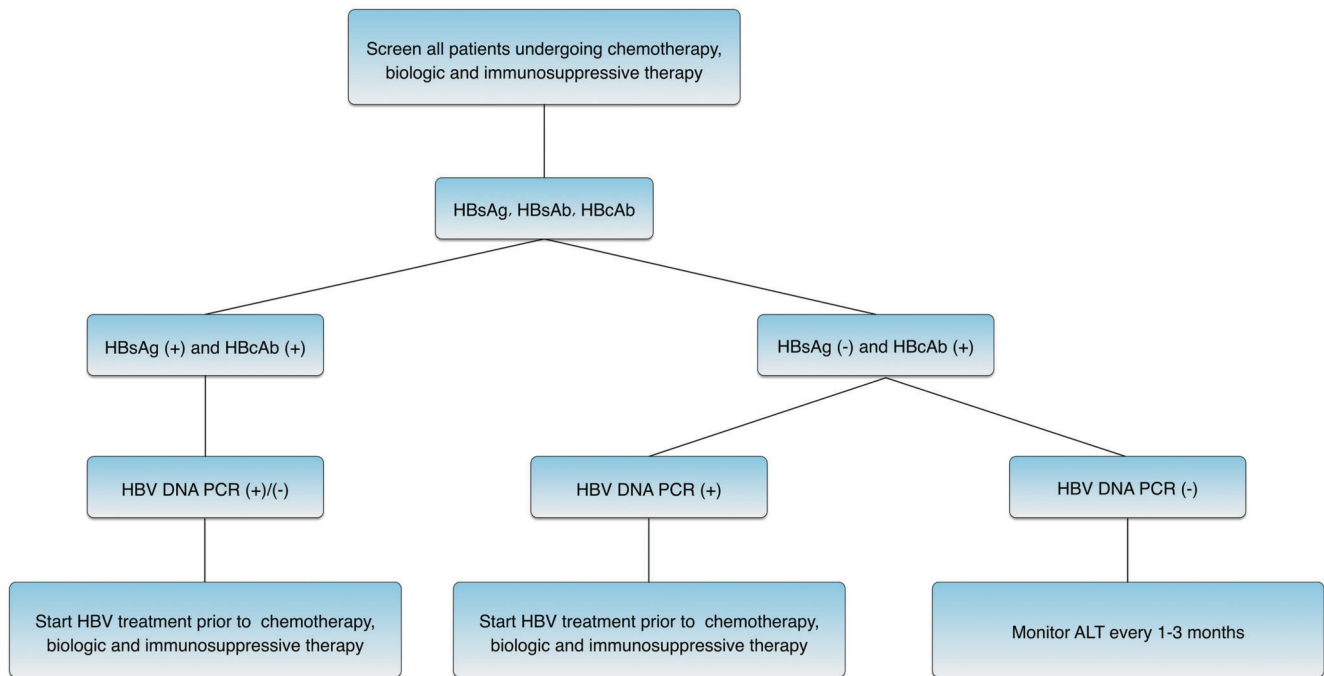 Screen all patients undergoing chemotherapy,
biologic and immunosuppressive therapy
HBsAg, HBsAb, HBcAb
HBsAg (+) and HBcAb (+)
HBsAg (-) and HBcAb (+)
HBV DNA PCR (+)/(-)
HBV DNA PCR (+)
HBV DNA PCR (-)
Start HBV treatment prior to chemotherapy,
biologic and immunosuppressive therapy
Start HBV treatment prior to chemotherapy,
biologic and immunosuppressive therapy
Monitor ALT every 1-3 months